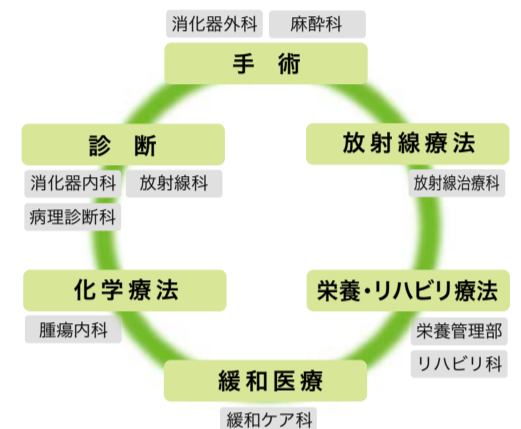 消化器外科 麻酔科
手 術
診 断
消化器内科 放射線科
病理診断科
放射線療法
放射線治療科
化学療法
腫瘍内科
栄養・リハビリ療法
栄養管理部
リハビリ科
緩和医療
緩和ケア科